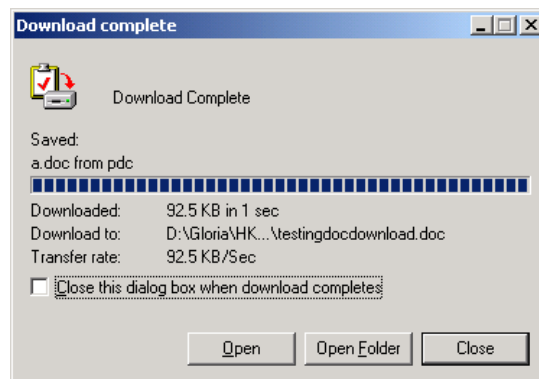 Download complete
Download Complete
Saved:
a.doc from pdc
Downloaded: 92.5 KB in 1 sec
Download to: D:\Gloria\HK...\testingdocdownload.doc
Transfer rate: 92.5 KB/Sec
Close this dialog box when download completes
Open Open Folder Close